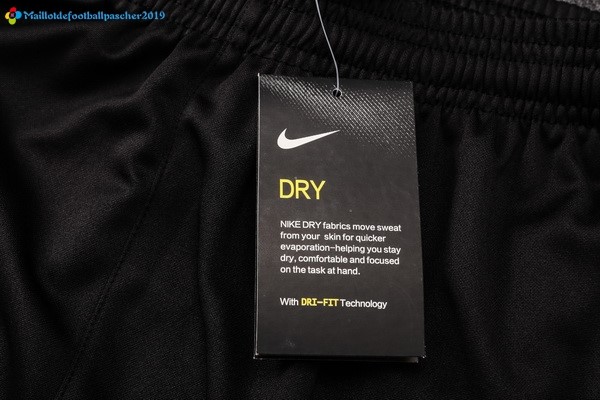 Maillotdefootballpascher2019
DRY
NIKE DRY fabrics move sweat
from your skin for quicker
evaporation-helping you stay
dry, comfortable and focused
on the task at hand.
With DRI-FIT Technology